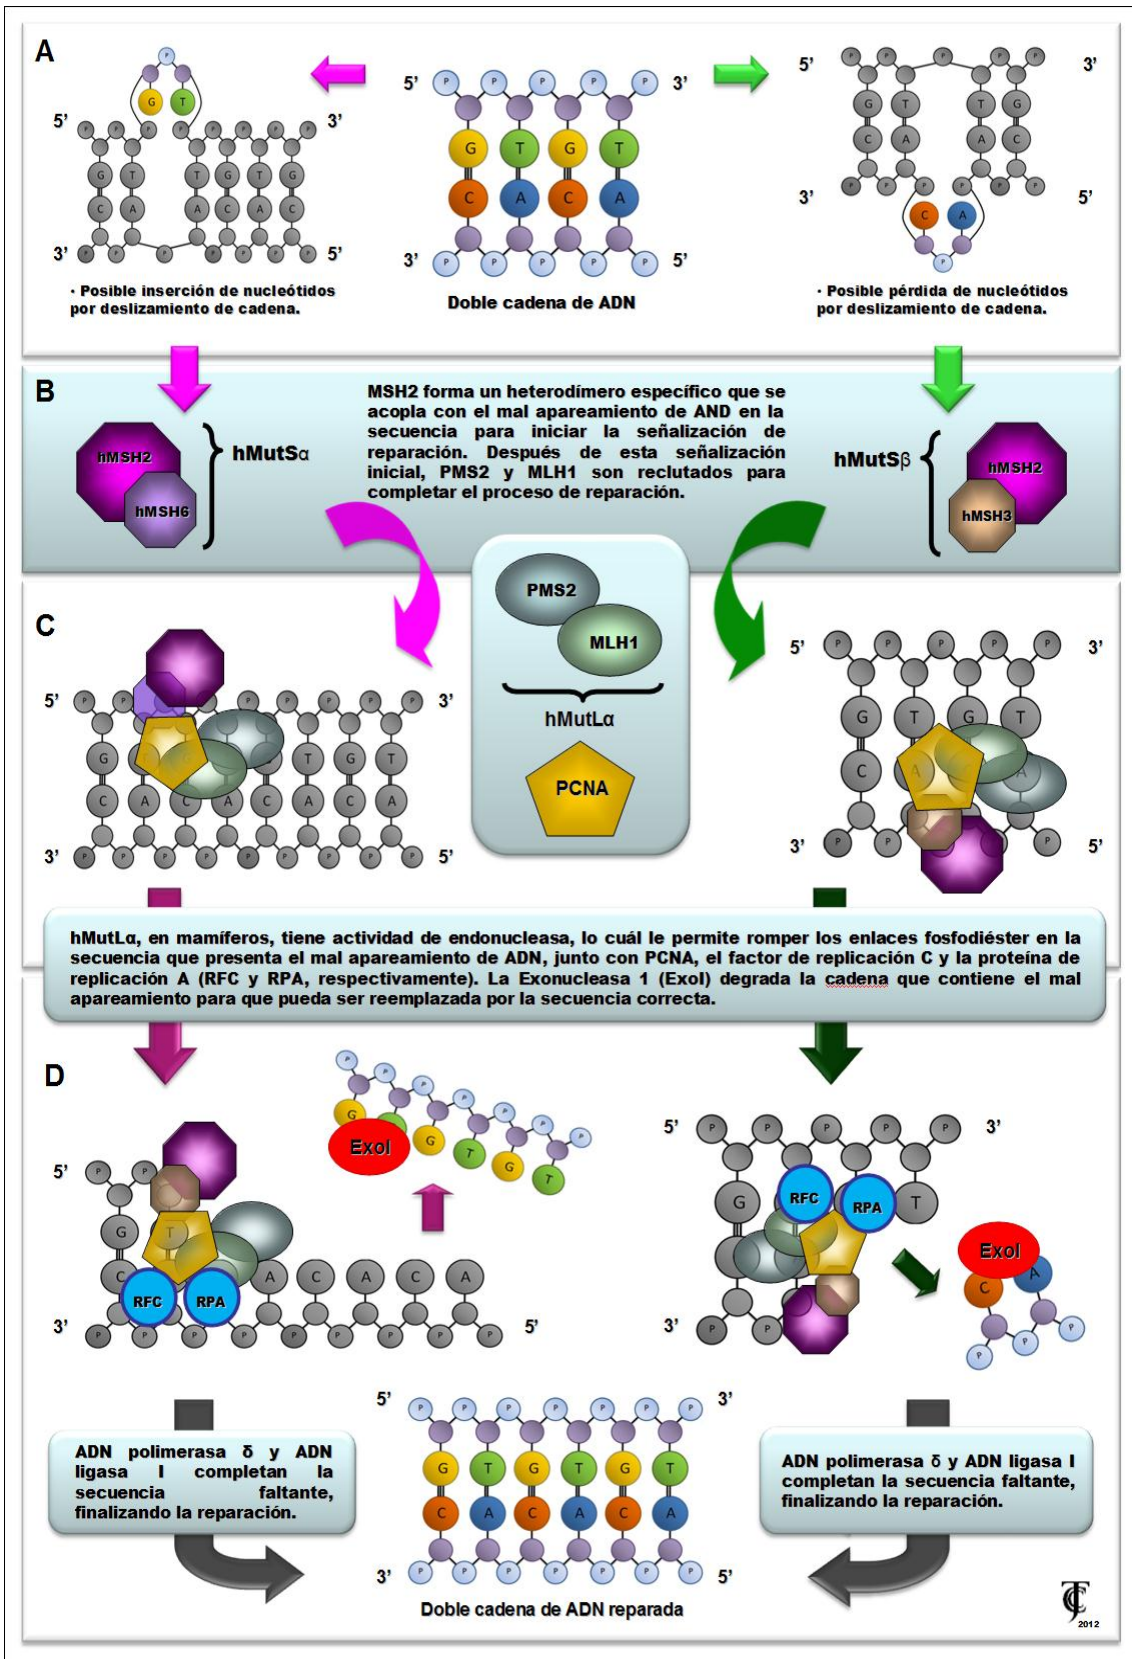 A
5' 3'
P
G T
5' 3'
P P P P P P P P P
G T T G T G
C A A C A C
3' 5'
P P P P P P P P
• Posible inserción de nucleótidos
por deslizamiento de cadena.
5' P P P P P 3'
G T G T
C A C A
3' P P P P P 5'
Doble cadena de ADN
5' P P P P P 3'
G T T G
C A A C
3' P P P P P P 5'
C A
P
• Posible pérdida de nucleótidos
por deslizamiento de cadena.
B
hMSH2
hMSH6
hMutSα
MSH2 forma un heterodímero específico que se
acopla con el mal apareamiento de AND en la
secuencia para iniciar la señalización de
reparación. Después de esta señalización
inicial, PMS2 y MLH1 son reclutados para
completar el proceso de reparación.
hMutSβ
hMSH2
hMSH3
PMS2
MLH1
hMutLα
PCNA
C
5' 3'
G T G T
C A C A C A C A
3' 5'
5' P P P P P 3'
G T G T
C A A
3' P P 5'
hMutLα, en mamíferos, tiene actividad de endonucleasa, lo cuál le permite romper los enlaces fosfodiéster en la
secuencia que presenta el mal apareamiento de ADN, junto con PCNA, el factor de replicación C y la proteína de
replicación A (RFC y RPA, respectivamente). La Exonucleasa 1 (ExoI) degrada la cadena que contiene el mal
apareamiento para que pueda ser reemplazada por la secuencia correcta.
D
P P P P P P P
G G T G T
ExoI
5' P P
G T
C A C A C A
RFC RPA
3' P P P P P P P P 5'
5' P P P P P 3'
G T
RFC RPA
3' P P
ExoI
C A
P P P
ADN polimerasa δ y ADN
ligasa I completan la
secuencia faltante,
finalizando la reparación.
5' P P P P P P P 3'
G T G T G T
C A C A C A
3' P P P P P P P 5'
Doble cadena de ADN reparada
ADN polimerasa δ y ADN ligasa I
completan la secuencia faltante,
finalizando la reparación.
2012